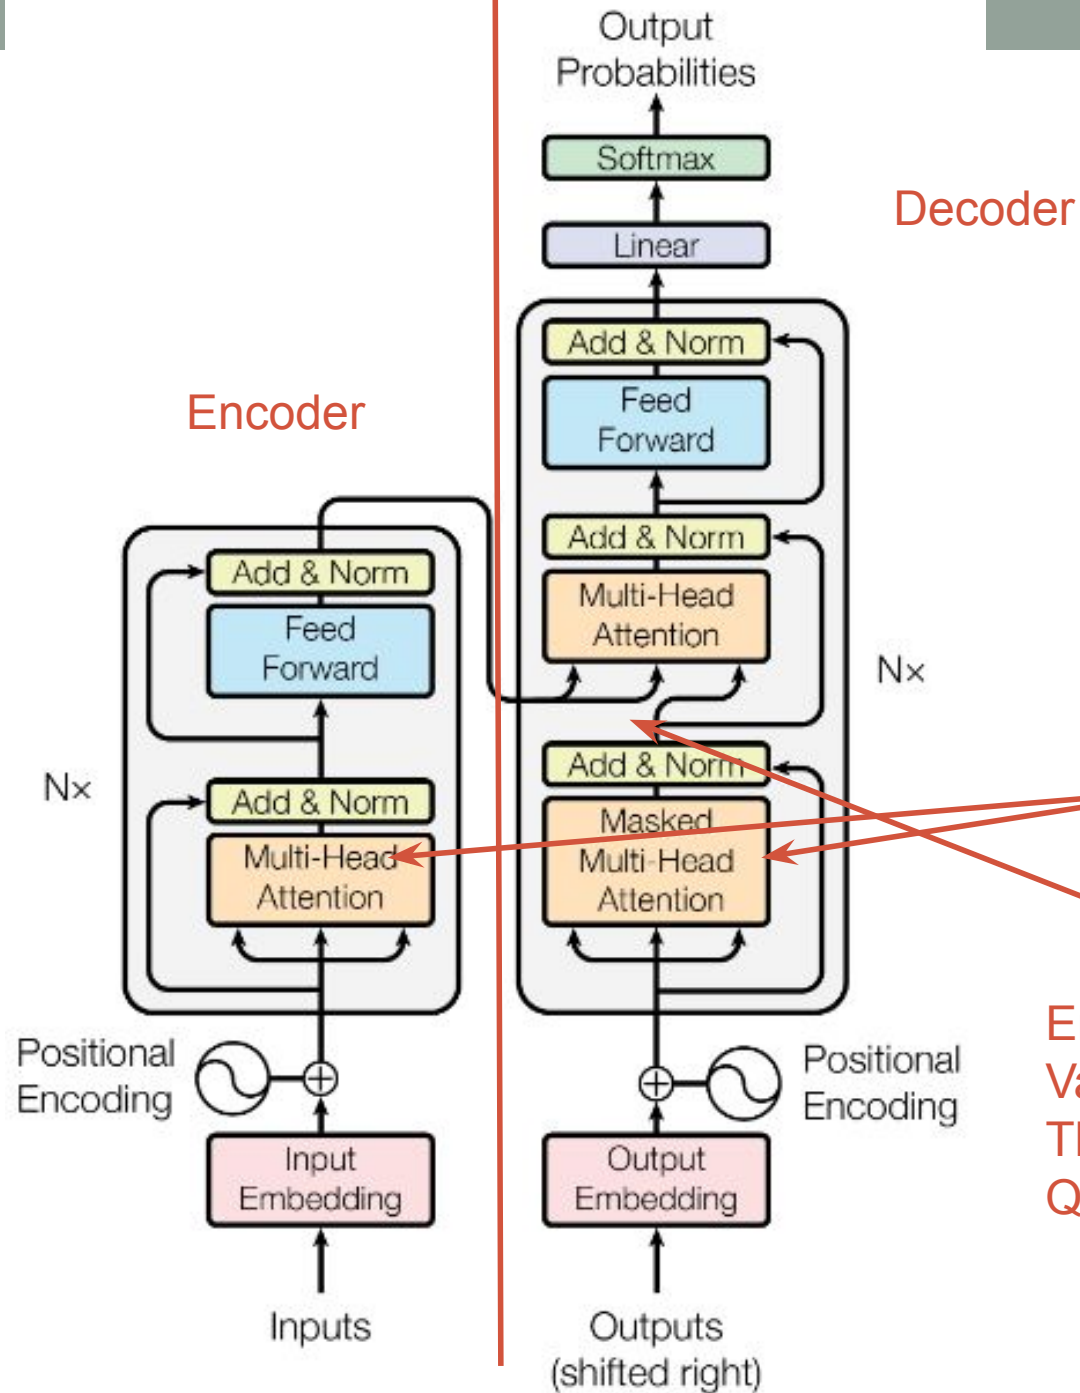 Output
Probabilities
Softmax
Linear
Decoder
Add & Norm
Feed
Forward
Add & Norm
Multi-Head
Attention
N×
Add & Norm
Masked
Multi-Head
Attention
Positional
Encoding
Output
Embedding
Outputs
(shifted right)
Encoder
Add & Norm
Feed
Forward
N×
Add & Norm
Multi-Head
Attention
Positional
Encoding
Input
Embedding
Inputs